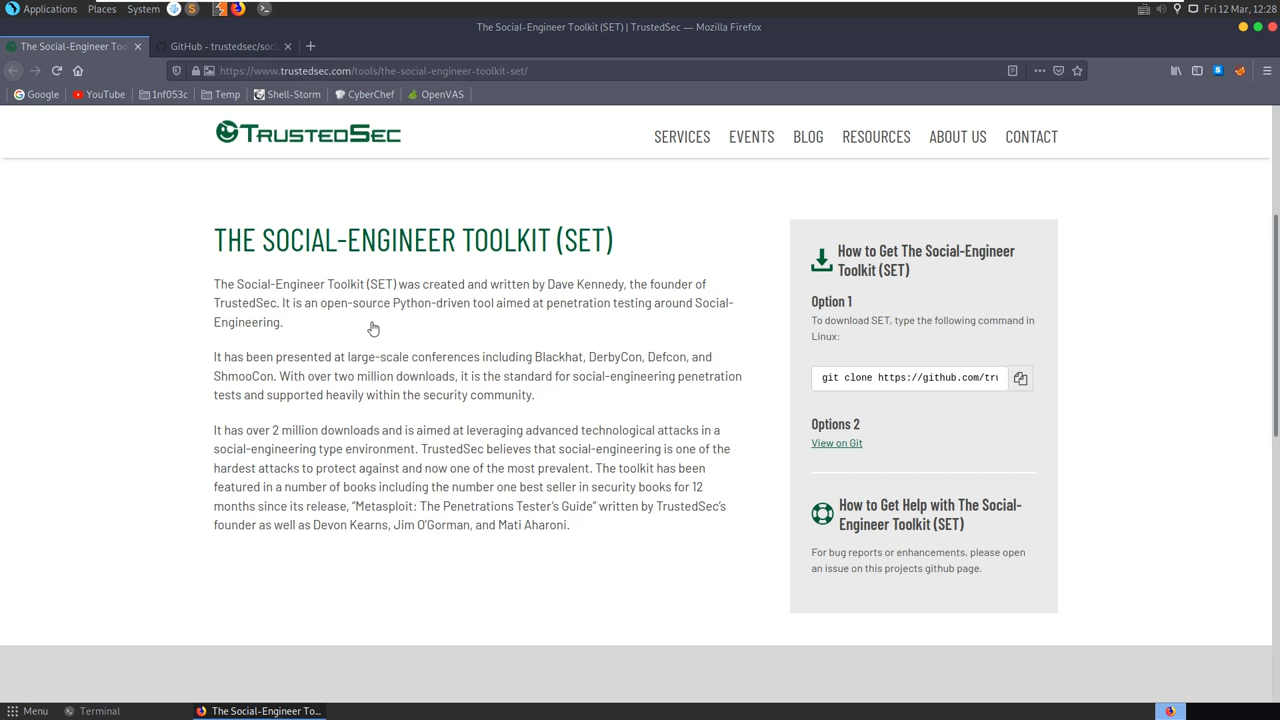 Applications Places System Fri 12 Mar, 12:28
The Social-Engineer Toolkit (SET) | TrustedSec — Mozilla Firefox
The Social-Engineer Too GitHub - trustedsec/soci
https://www.trustedsec.com/tools/the-social-engineer-toolkit-set/
Google YouTube 1nf053c Temp Shell-Storm CyberChef OpenVAS
TRUSTEDSEC SERVICES EVENTS BLOG RESOURCES ABOUT US CONTACT
THE SOCIAL-ENGINEER TOOLKIT (SET)
The Social-Engineer Toolkit (SET) was created and written by Dave Kennedy, the founder of
TrustedSec. It is an open-source Python-driven tool aimed at penetration testing around Social-
Engineering.
It has been presented at large-scale conferences including Blackhat, DerbyCon, Defcon, and
ShmooCon. With over two million downloads, it is the standard for social-engineering penetration
tests and supported heavily within the security community.
It has over 2 million downloads and is aimed at leveraging advanced technological attacks in a
social-engineering type environment. TrustedSec believes that social-engineering is one of the
hardest attacks to protect against and now one of the most prevalent. The toolkit has been
featured in a number of books including the number one best seller in security books for 12
months since its release, “Metasploit: The Penetrations Tester’s Guide” written by TrustedSec’s
founder as well as Devon Kearns, Jim O’Gorman, and Mati Aharoni.
How to Get The Social-Engineer
Toolkit (SET)
Option 1
To download SET, type the following command in
Linux:
git clone https://github.com/tru
Options 2
View on Git
How to Get Help with The Social-
Engineer Toolkit (SET)
For bug reports or enhancements, please open
an issue on this projects github page.
Menu Terminal The Social-Engineer To...